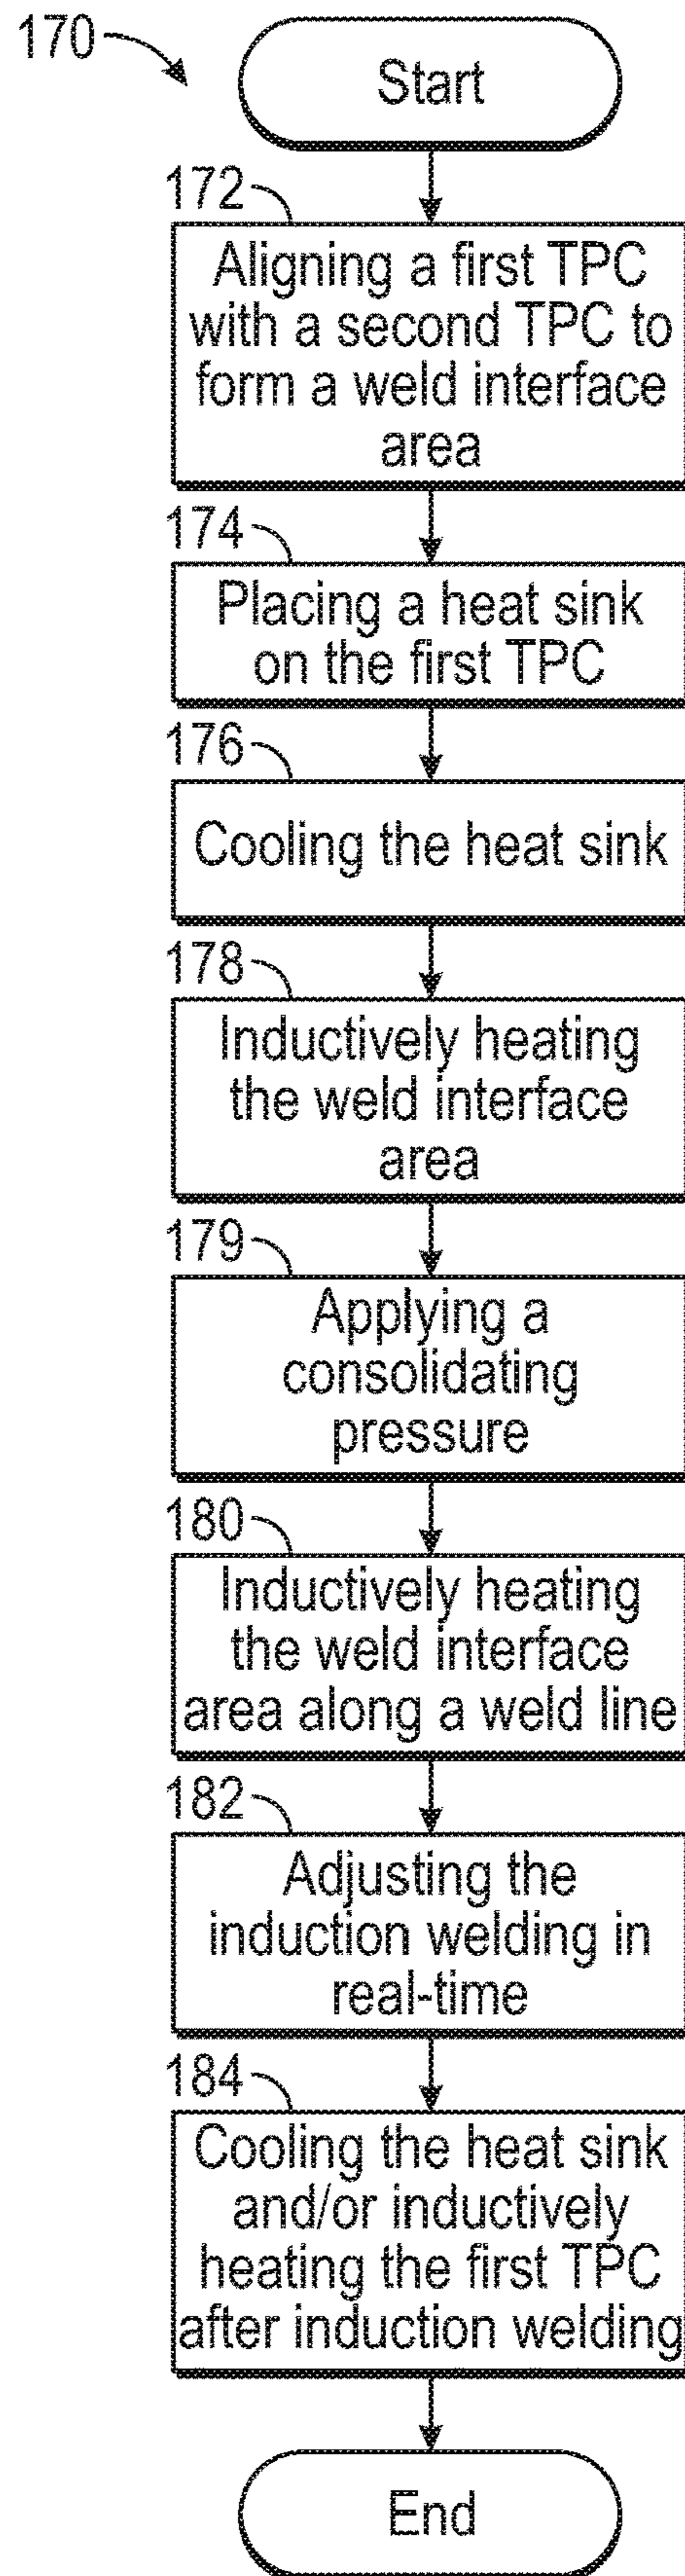 170
Start
172
Aligning a first TPC
with a second TPC to
form a weld interface
area
174
Placing a heat sink
on the first TPC
176
Cooling the heat sink
178
Inductively heating
the weld interface
area
179
Applying a
consolidating
pressure
180
Inductively heating
the weld interface
area along a weld line
182
Adjusting the
induction welding in
real-time
184
Cooling the heat sink
and/or inductively
heating the first TPC
after induction welding
End